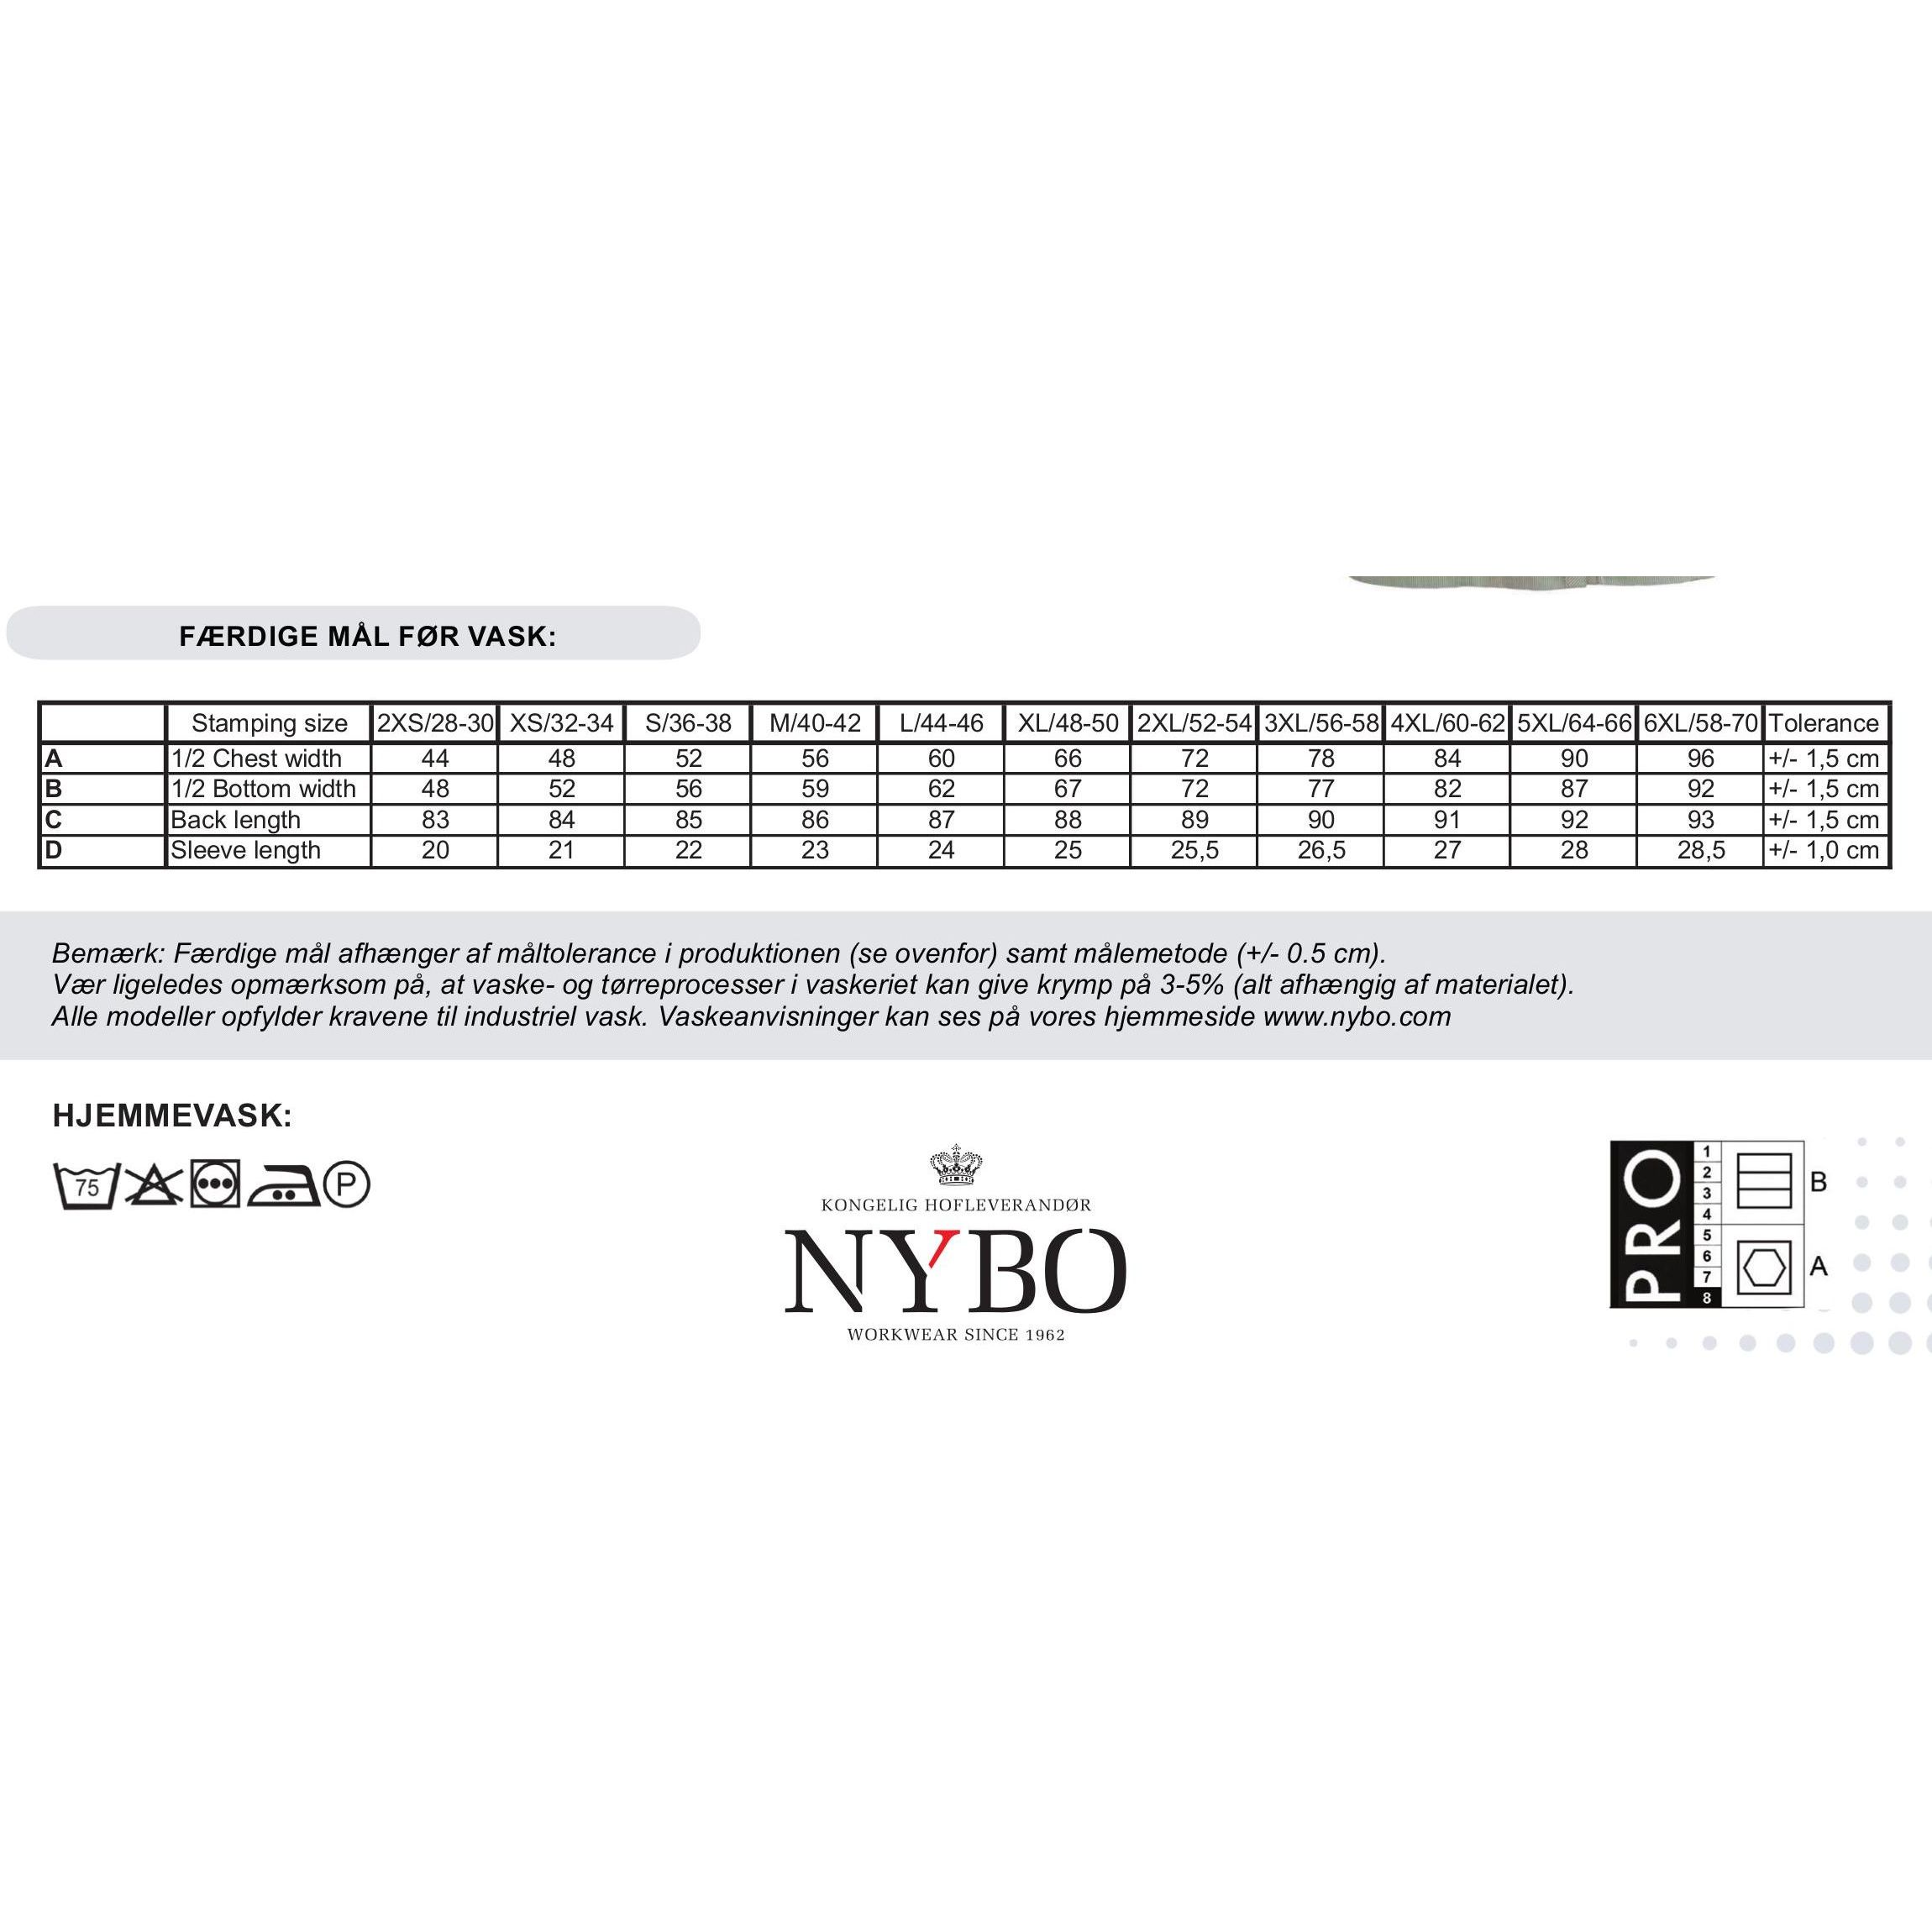 FÆRDIGE MÅL FØR VASK:
Stamping size 2XS/28-30 XS/32-34 S/36-38 M/40-42 L/44-46 XL/48-50 2XL/52-54 3XL/56-58 4XL/60-62 5XL/64-66 6XL/58-70 Tolerance
A 1/2 Chest width 44 48 52 56 60 66 72 78 84 90 96 +/- 1,5 cm
B 1/2 Bottom width 48 52 56 59 62 67 72 77 82 87 92 +/- 1,5 cm
C Back length 83 84 85 86 87 88 89 90 91 92 93 +/- 1,5 cm
D Sleeve length 20 21 22 23 24 25 25,5 26,5 27 28 28,5 +/- 1,0 cm
Bemærk: Færdige mål afhænger af måltolerance i produktionen (se ovenfor) samt målemetode (+/- 0.5 cm).
Vær ligeledes opmærksom på, at vaske- og tørreprocesser i vaskeriet kan give krymp på 3-5% (alt afhængig af materialet).
Alle modeller opfylder kravene til industriel vask. Vaskeanvisninger kan ses på vores hjemmeside www.nybo.com
HJEMMEVASK:
75 P
KONGELIG HOFLEVERANDØR
NYBO
WORKWEAR SINCE 1962
PRO
1
2
3
4
5
6
7
8
B
A